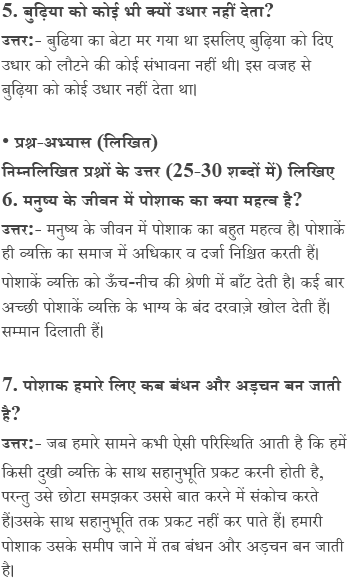 5. बुढ़िया को कोई भी क्यों उधार नहीं देता?
उत्तर:- बुढिया का बेटा मर गया था इसलिए बुढ़िया को दिए
उधार को लौटने की कोई संभावना नहीं थी। इस वजह से
बुढ़िया को कोई उधार नहीं देता था।
• प्रश्न-अभ्यास (लिखित)
निम्नलिखित प्रश्नों के उत्तर (25-30 शब्दों में) लिखिए
6. मनुष्य के जीवन में पोशाक का क्या महत्व है?
उत्तर:- मनुष्य के जीवन में पोशाक का बहुत महत्व है। पोशाकें
ही व्यक्ति का समाज में अधिकार व दर्जा निश्चित करती हैं।
पोशाकें व्यक्ति को ऊँच-नीच की श्रेणी में बाँट देती है। कई बार
अच्छी पोशाकें व्यक्ति के भाग्य के बंद दरवाज़े खोल देती हैं।
सम्मान दिलाती हैं।
7. पोशाक हमारे लिए कब बंधन और अड़चन बन जाती
है?
उत्तर:- जब हमारे सामने कभी ऐसी परिस्थिति आती है कि हमें
किसी दुखी व्यक्ति के साथ सहानुभूति प्रकट करनी होती है,
परन्तु उसे छोटा समझकर उससे बात करने में संकोच करते
हैं।उसके साथ सहानुभूति तक प्रकट नहीं कर पाते हैं। हमारी
पोशाक उसके समीप जाने में तब बंधन और अड़चन बन जाती
है।